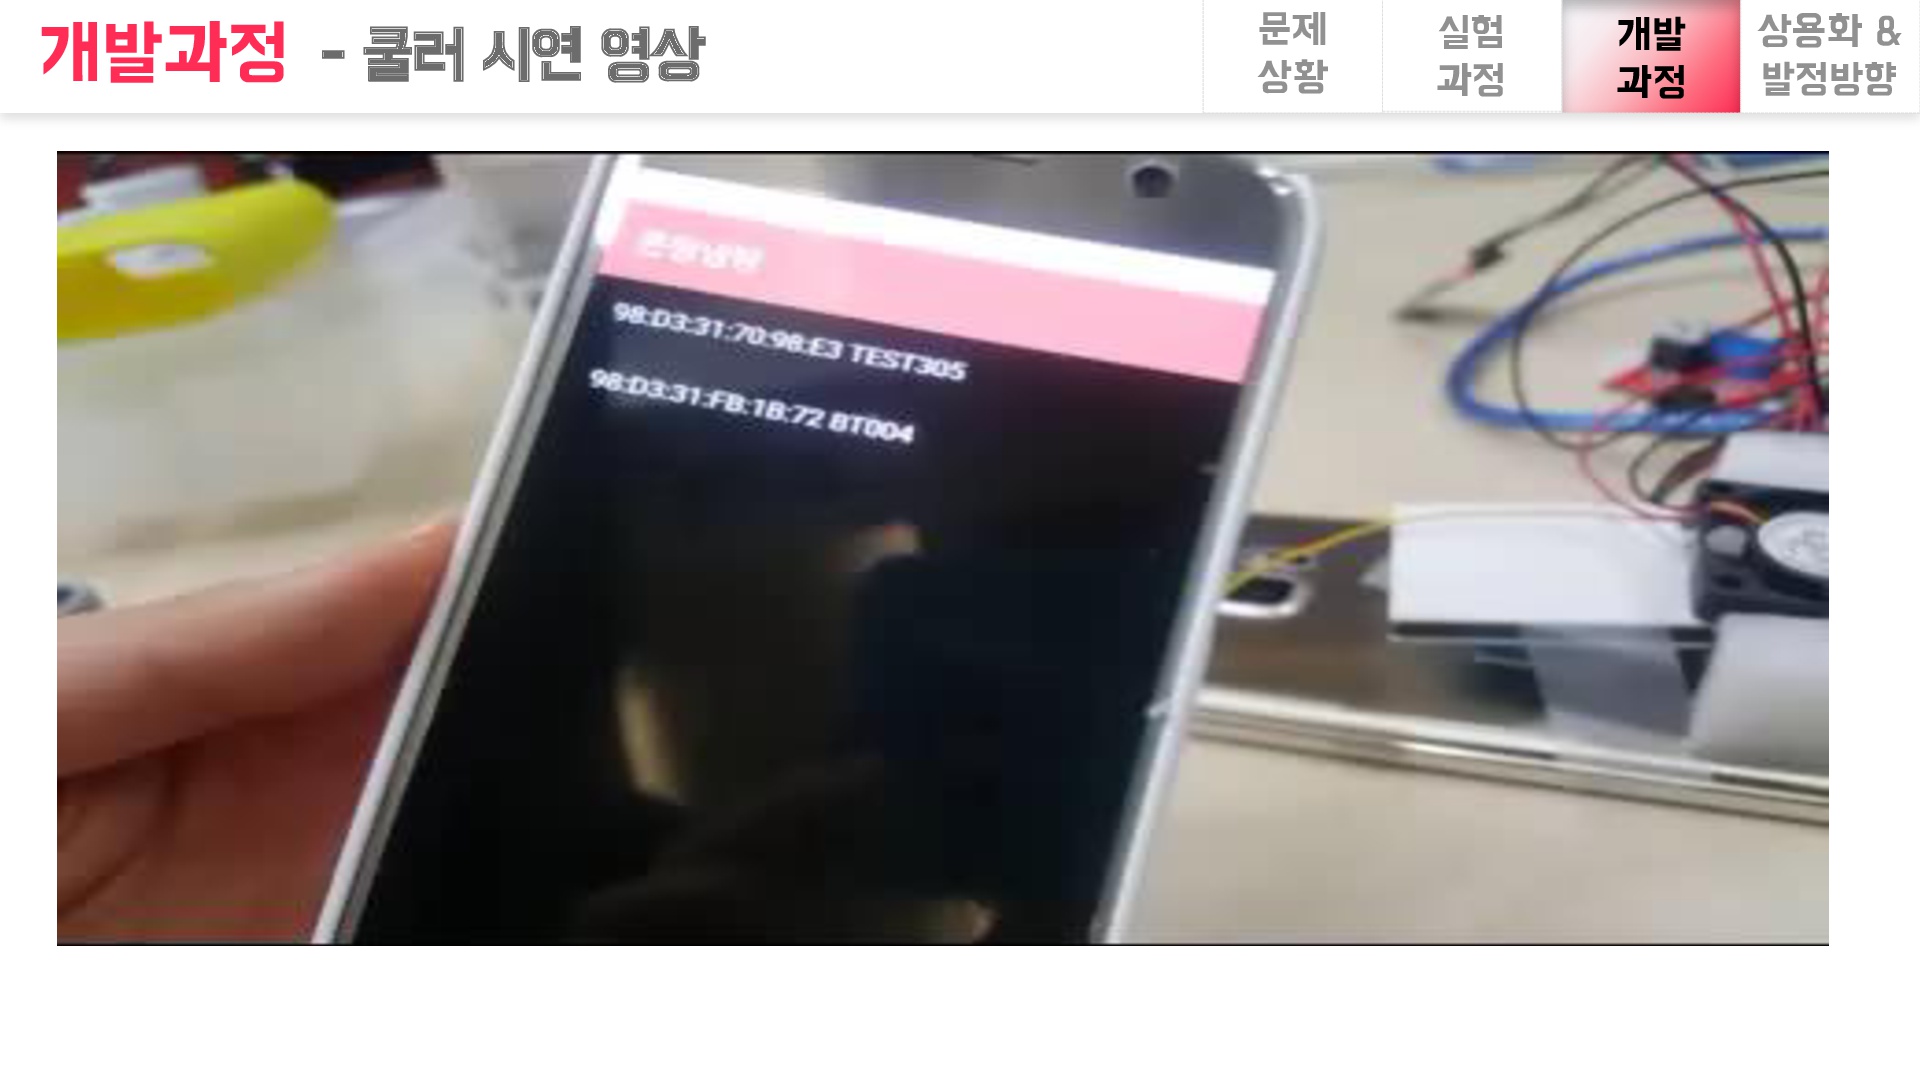 개발과정 - 쿨러 시연 영상
문제
상황
실험
과정
개발
과정
상용화 &
발정방향
98:D3:31:70:98:E3 TEST305
98:D3:31:FB:1B:72 BT004